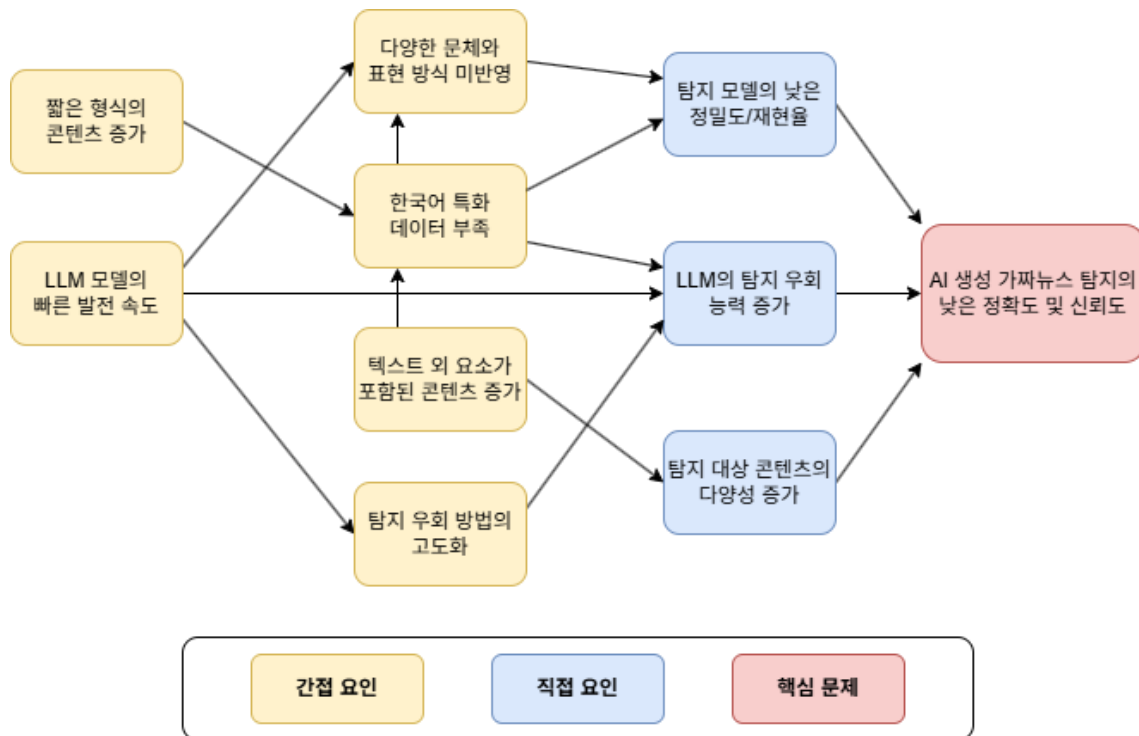 다양한 문체와
표현 방식 미반영
짧은 형식의
콘텐츠 증가
탐지 모델의 낮은
정밀도/재현율
한국어 특화
데이터 부족
LLM 모델의
빠른 발전 속도
LLM의 탐지 우회
능력 증가
AI 생성 가짜뉴스 탐지의
낮은 정확도 및 신뢰도
텍스트 외 요소가
포함된 콘텐츠 증가
탐지 대상 콘텐츠의
다양성 증가
탐지 우회 방법의
고도화
간접 요인
직접 요인
핵심 문제